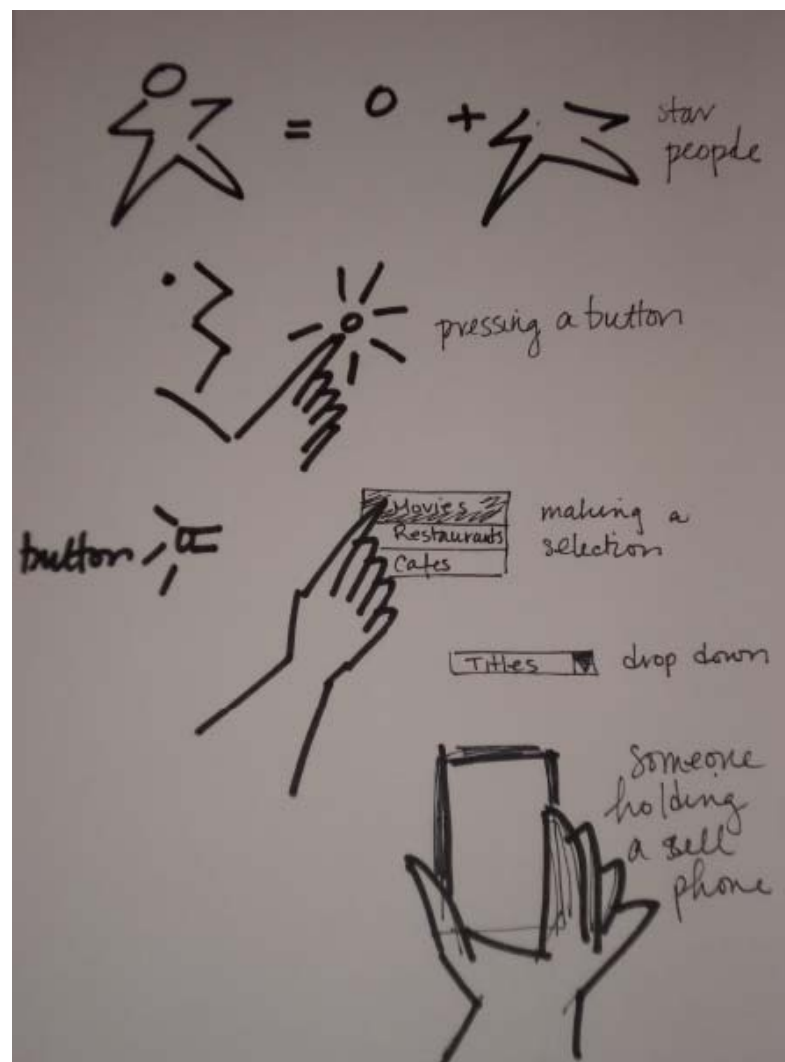 star
people
pressing a button
button
Movies
Restaurants
Cafes
making a
selection
Titles
drop down
someone
holding
a sell
phone